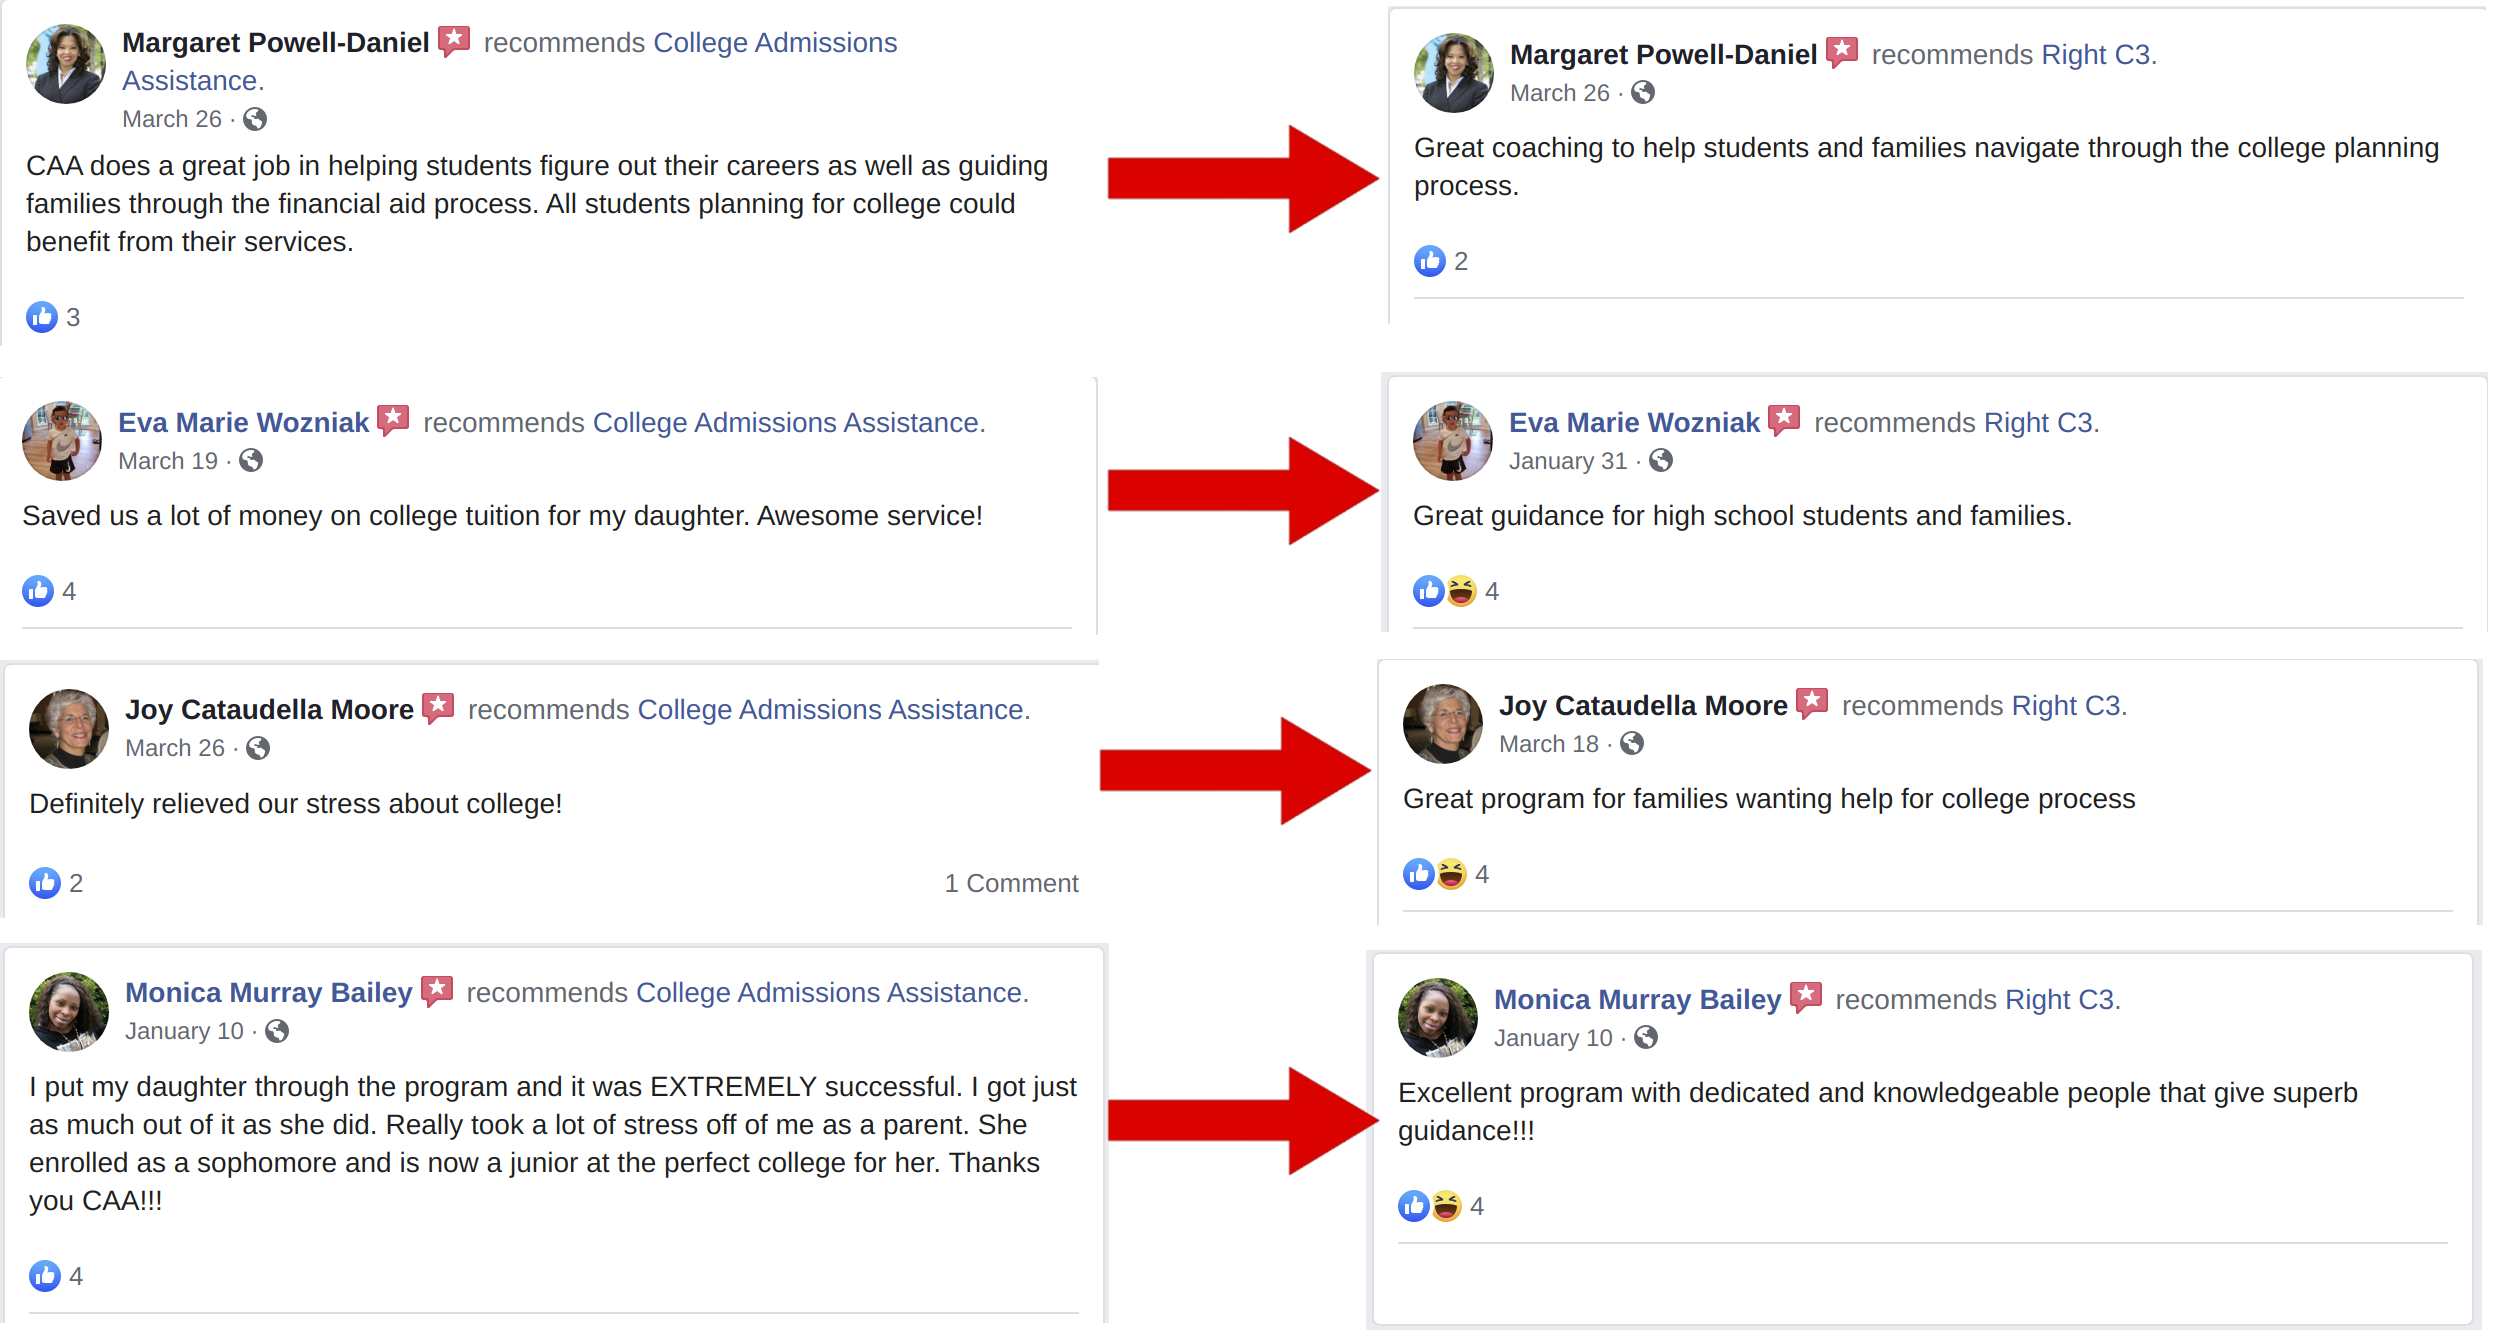 Margaret Powell-Daniel recommends College Admissions
Assistance.
March 26 ·
CAA does a great job in helping students figure out their careers as well as guiding
families through the financial aid process. All students planning for college could
benefit from their services.
3
Margaret Powell-Daniel recommends Right C3.
March 26 ·
Great coaching to help students and families navigate through the college planning
process.
2
Eva Marie Wozniak recommends College Admissions Assistance.
March 19 ·
Saved us a lot of money on college tuition for my daughter. Awesome service!
4
Eva Marie Wozniak recommends Right C3.
January 31 ·
Great guidance for high school students and families.
4
Joy Cataudella Moore recommends College Admissions Assistance.
March 26 ·
Definitely relieved our stress about college!
2 1 Comment
Joy Cataudella Moore recommends Right C3.
March 18 ·
Great program for families wanting help for college process
4
Monica Murray Bailey recommends College Admissions Assistance.
January 10 ·
I put my daughter through the program and it was EXTREMELY successful. I got just
as much out of it as she did. Really took a lot of stress off of me as a parent. She
enrolled as a sophomore and is now a junior at the perfect college for her. Thanks
you CAA!!!
4
Monica Murray Bailey recommends Right C3.
January 10 ·
Excellent program with dedicated and knowledgeable people that give superb
guidance!!!
4